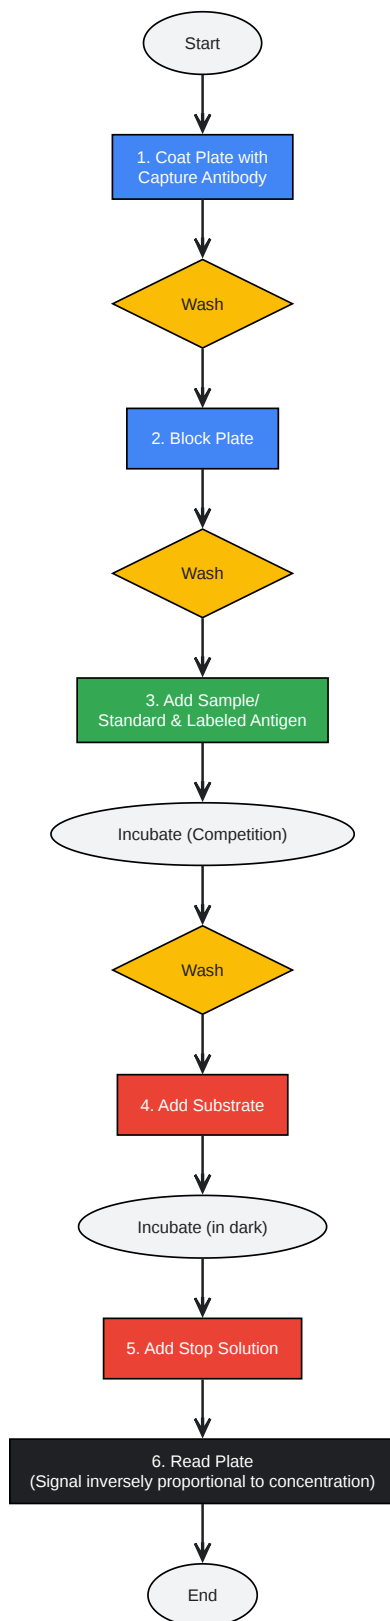 Start
1. Coat Plate with
Capture Antibody
Wash
2. Block Plate
Wash
3. Add Sample/
Standard & Labeled Antigen
Incubate (Competition)
Wash
4. Add Substrate
Incubate (in dark)
5. Add Stop Solution
6. Read Plate
(Signal inversely proportional to concentration)
End